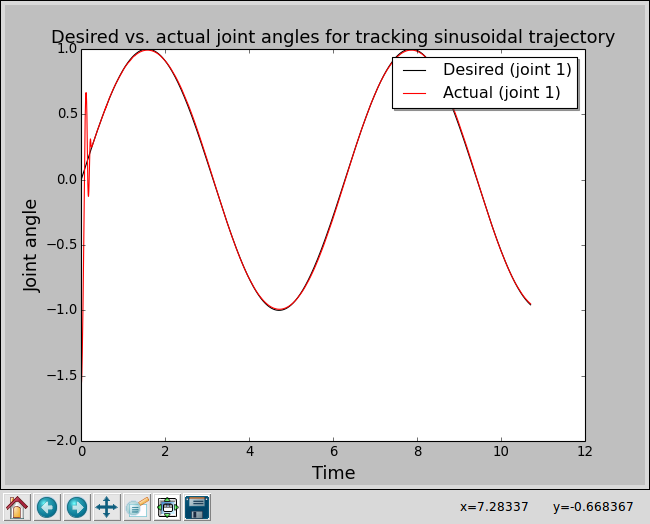 Desired vs. actual joint angles for tracking sinusoidal trajectory
1.0
0.5
0.0
−0.5
−1.0
−1.5
−2.0
Joint angle
Desired (joint 1)
Actual (joint 1)
0 2 4 6 8 10 12
Time
x=7.28337 y=-0.668367